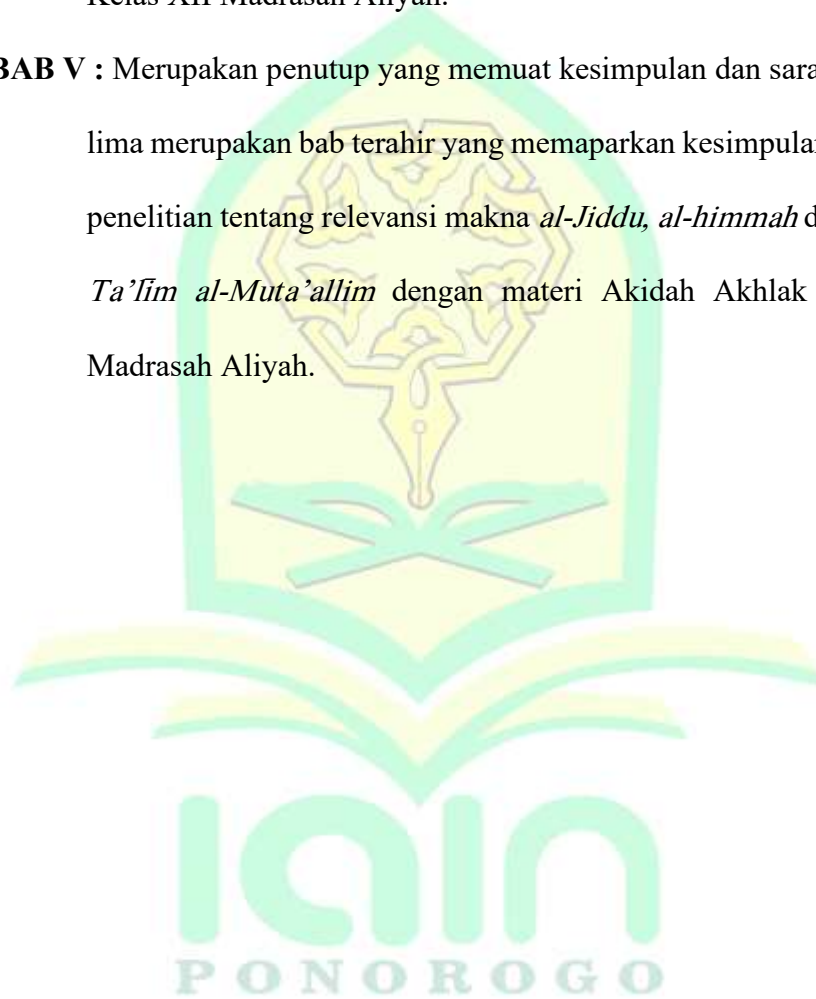 Kelas XII Madrasah Aliyah.
BAB V : Merupakan penutup yang memuat kesimpulan dan
lima merupakan bab terahir yang memaparkan
penelitian tentang relevansi makna al-Jiddu, al-himmah
Ta’līm al-Muta’allim dengan materi Akidah Akhlak
Madrasah Aliyah.
iain
PONOROGO